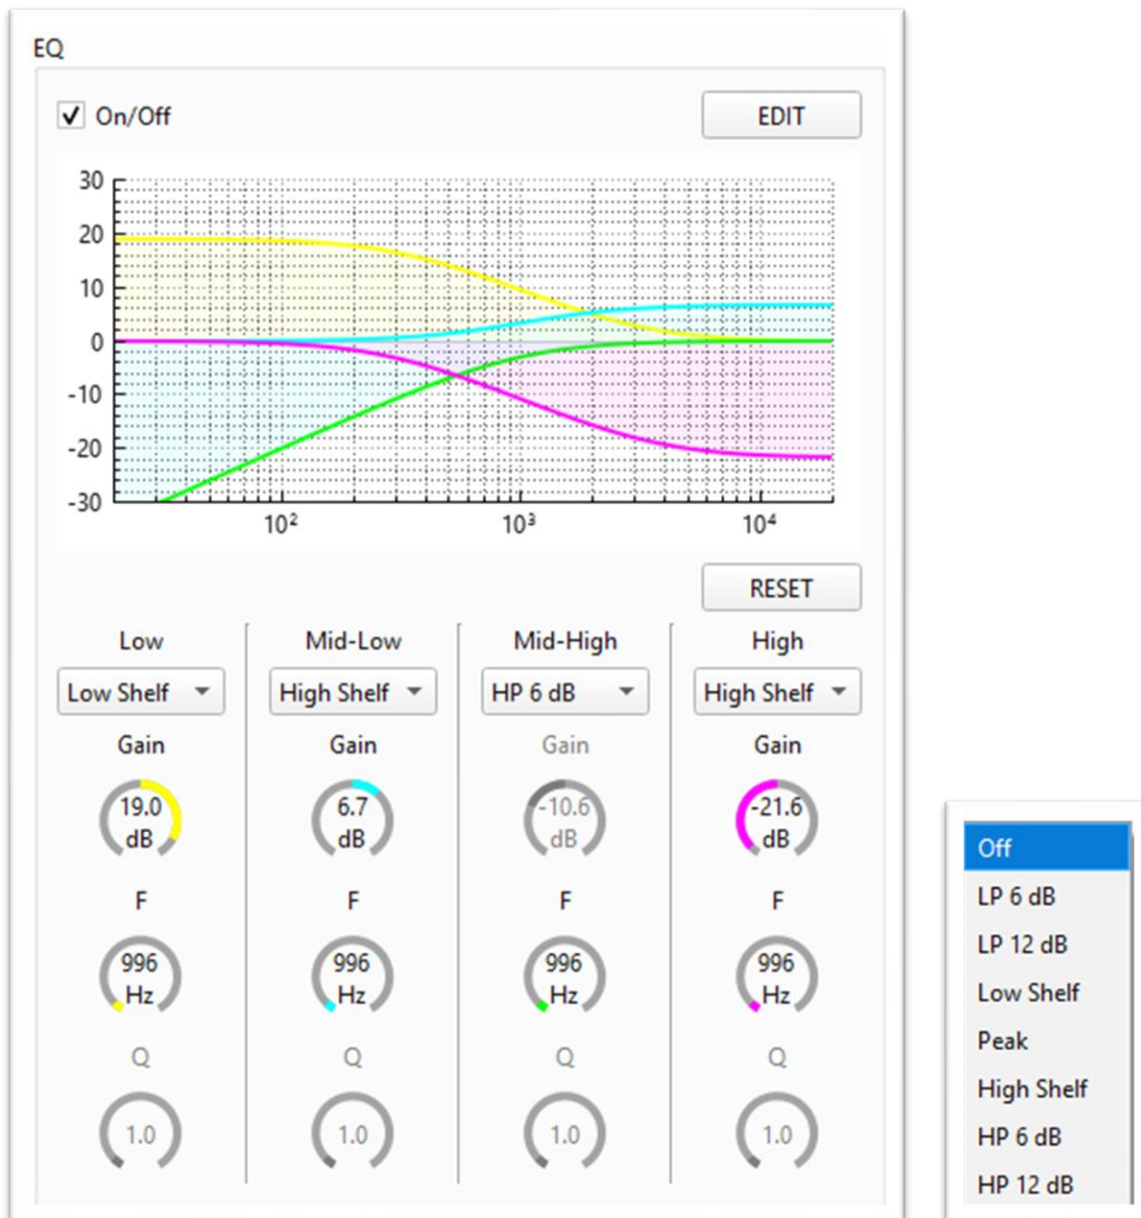 EQ
On/Off EDIT
30
20
10
0
-10
-20
-30
10² 10³ 10⁴
RESET
Low Mid-Low Mid-High High
Low Shelf High Shelf HP 6 dB High Shelf
Gain Gain Gain Gain
19.0 6.7 -10.6 -21.6
dB dB dB dB
F F F F
996 996 996 996
Hz Hz Hz Hz
Q Q Q Q
1.0 1.0 1.0 1.0
Off
LP 6 dB
LP 12 dB
Low Shelf
Peak
High Shelf
HP 6 dB
HP 12 dB